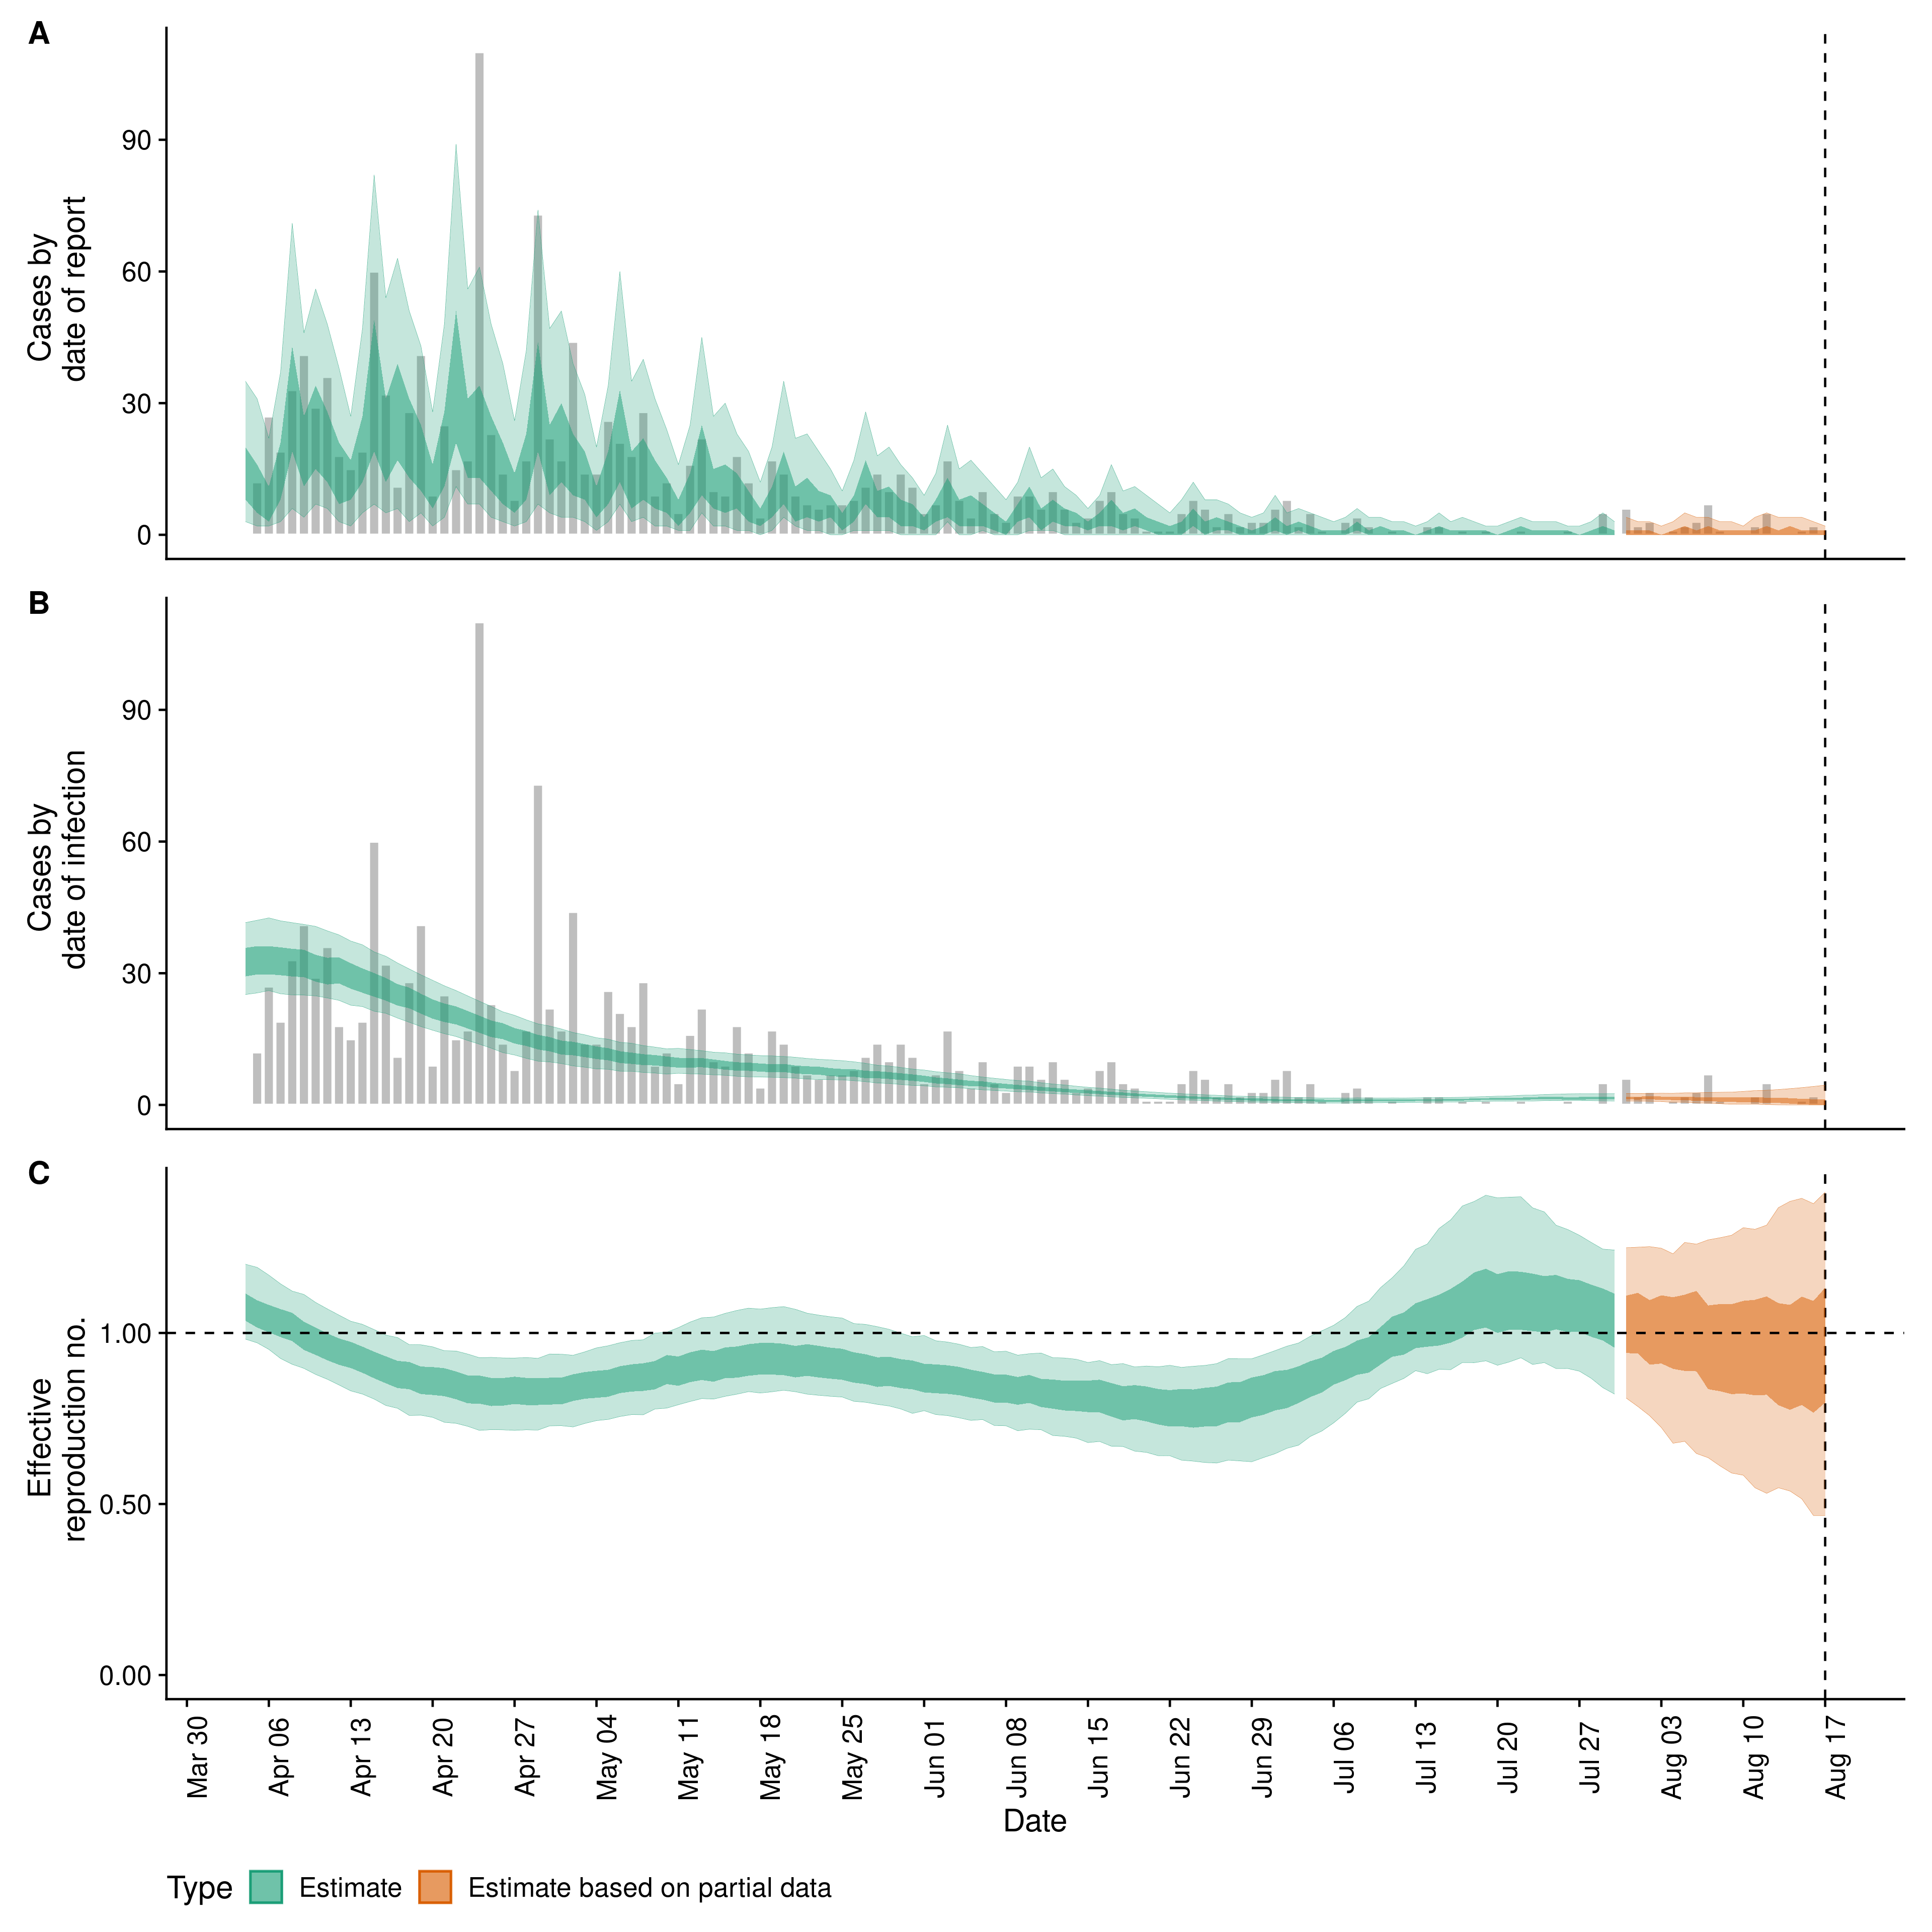 A
Cases by
date of report
90
60
30
0
B
Cases by
date of infection
90
60
30
0
C
Effective
reproduction no.
1.00
0.50
0.00
Mar 30
Apr 06
Apr 13
Apr 20
Apr 27
May 04
May 11
May 18
May 25
Jun 01
Jun 08
Jun 15
Jun 22
Jun 29
Jul 06
Jul 13
Jul 20
Jul 27
Aug 03
Aug 10
Aug 17
Date
Type Estimate Estimate based on partial data